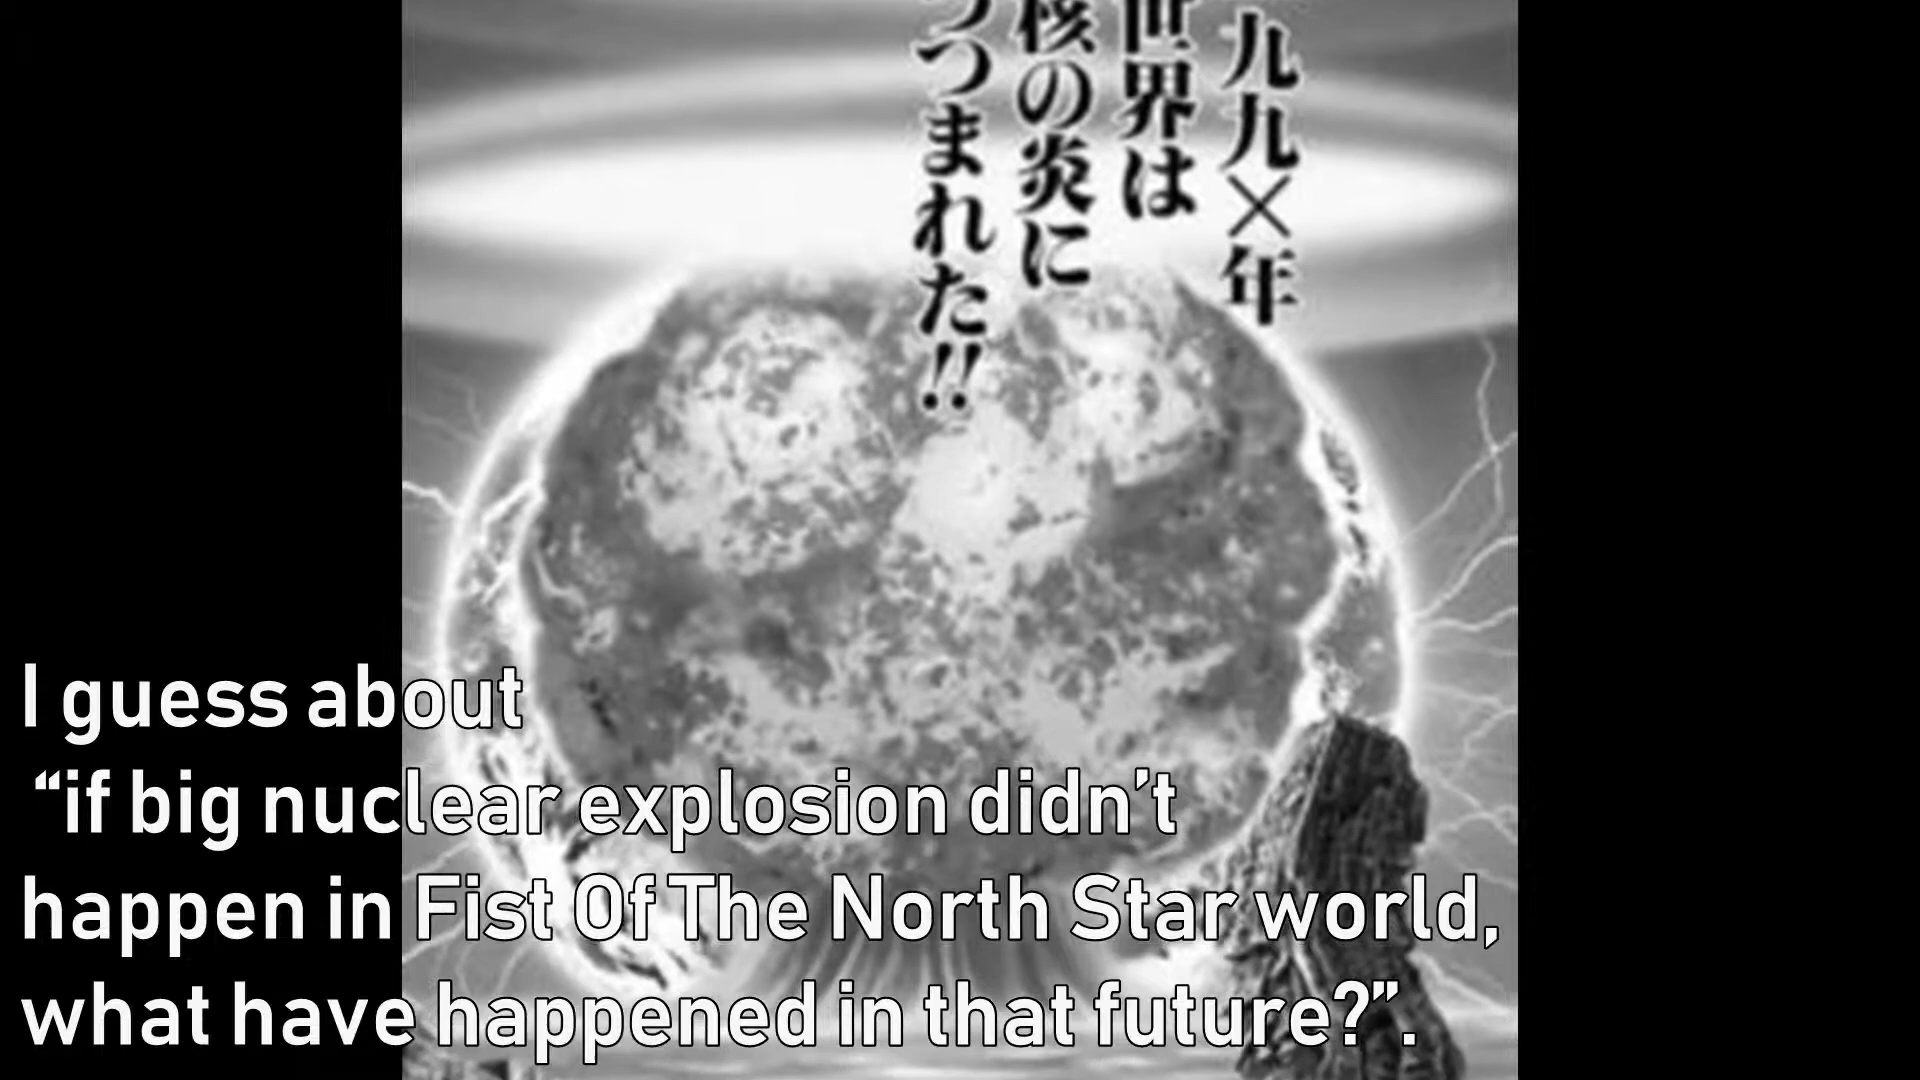 九九×年
世界は
核の炎に
つつまれた!!
I guess about
“if big nuclear explosion didn’t
happen in Fist Of The North Star world,
what have happened in that future?”.